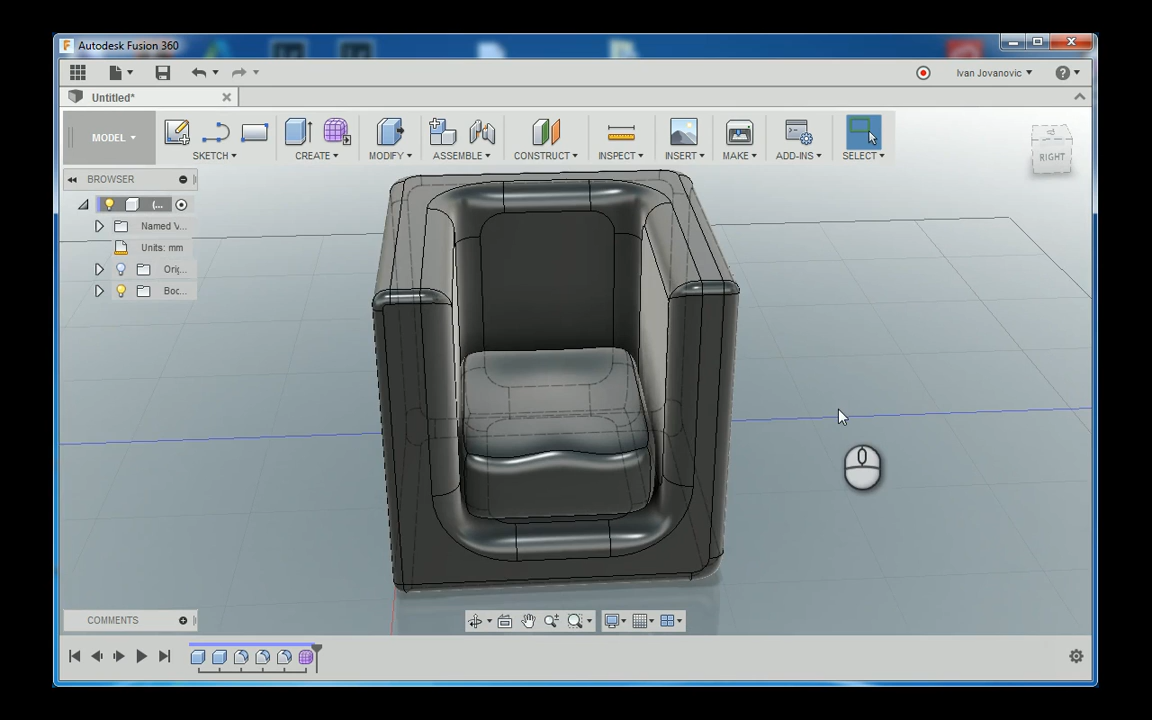 Autodesk Fusion 360
Ivan Jovanovic
Untitled*
MODEL
SKETCH
CREATE
MODIFY
ASSEMBLE
CONSTRUCT
INSPECT
INSERT
MAKE
ADD-INS
SELECT
RIGHT
BROWSER
(...
Named V...
Units: mm
Orig...
Boc...
COMMENTS